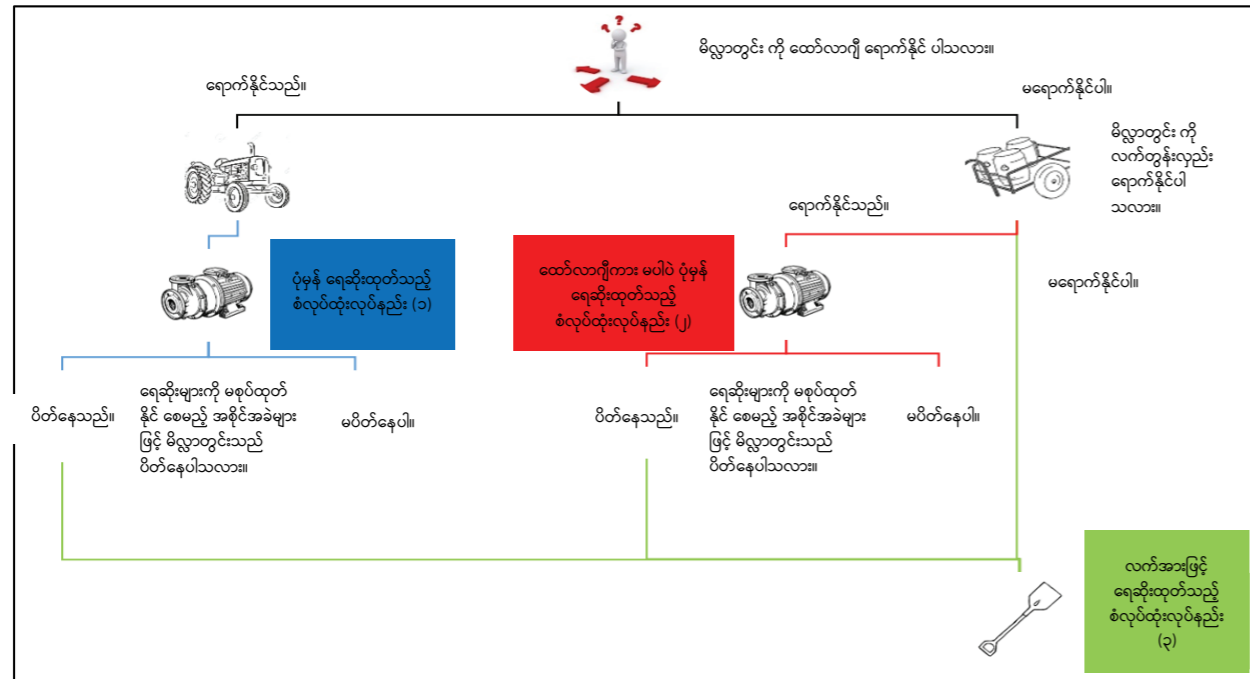 မိလ္လာတွင်း ကို ထော်လာဂျီ ရောက်နိုင် ပါသလား။
ရောက်နိုင်သည်။
မရောက်နိုင်ပါ။
မိလ္လာတွင်း ကို
လက်တွန်းလှည်း
ရောက်နိုင်ပါ
သလား။
ရောက်နိုင်သည်။
ပုံမှန် ရေဆိုးထုတ်သည့်
စံလုပ်ထုံးလုပ်နည်း (၁)
ထော်လာဂျီကား မပါပဲ ပုံမှန်
ရေဆိုးထုတ်သည့်
စံလုပ်ထုံးလုပ်နည်း (၂)
မရောက်နိုင်ပါ။
ပိတ်နေသည်။
ရေဆိုးများကို မစုပ်ထုတ်
နိုင် စေမည့် အစိုင်အခဲများ
ဖြင့် မိလ္လာတွင်းသည်
ပိတ်နေပါသလား။
မပိတ်နေပါ။
ပိတ်နေသည်။
ရေဆိုးများကို မစုပ်ထုတ်
နိုင် စေမည့် အစိုင်အခဲများ
ဖြင့် မိလ္လာတွင်းသည်
ပိတ်နေပါသလား။
မပိတ်နေပါ။
လက်အားဖြင့်
ရေဆိုးထုတ်သည့်
စံလုပ်ထုံးလုပ်နည်း
(၃)